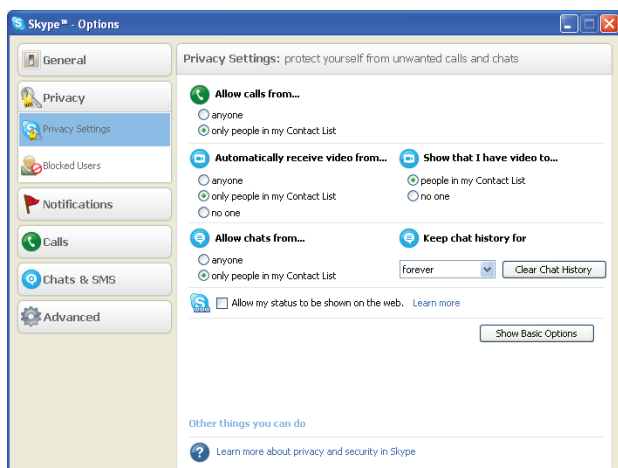 Skype™ - Options
General
Privacy
Privacy Settings
Blocked Users
Notifications
Calls
Chats & SMS
Advanced
Privacy Settings: protect yourself from unwanted calls and chats
Allow calls from...
anyone
only people in my Contact List
Automatically receive video from...
anyone
only people in my Contact List
no one
Show that I have video to...
people in my Contact List
no one
Allow chats from...
anyone
only people in my Contact List
Keep chat history for
forever
Clear Chat History
Allow my status to be shown on the web. Learn more
Show Basic Options
Other things you can do
Learn more about privacy and security in Skype